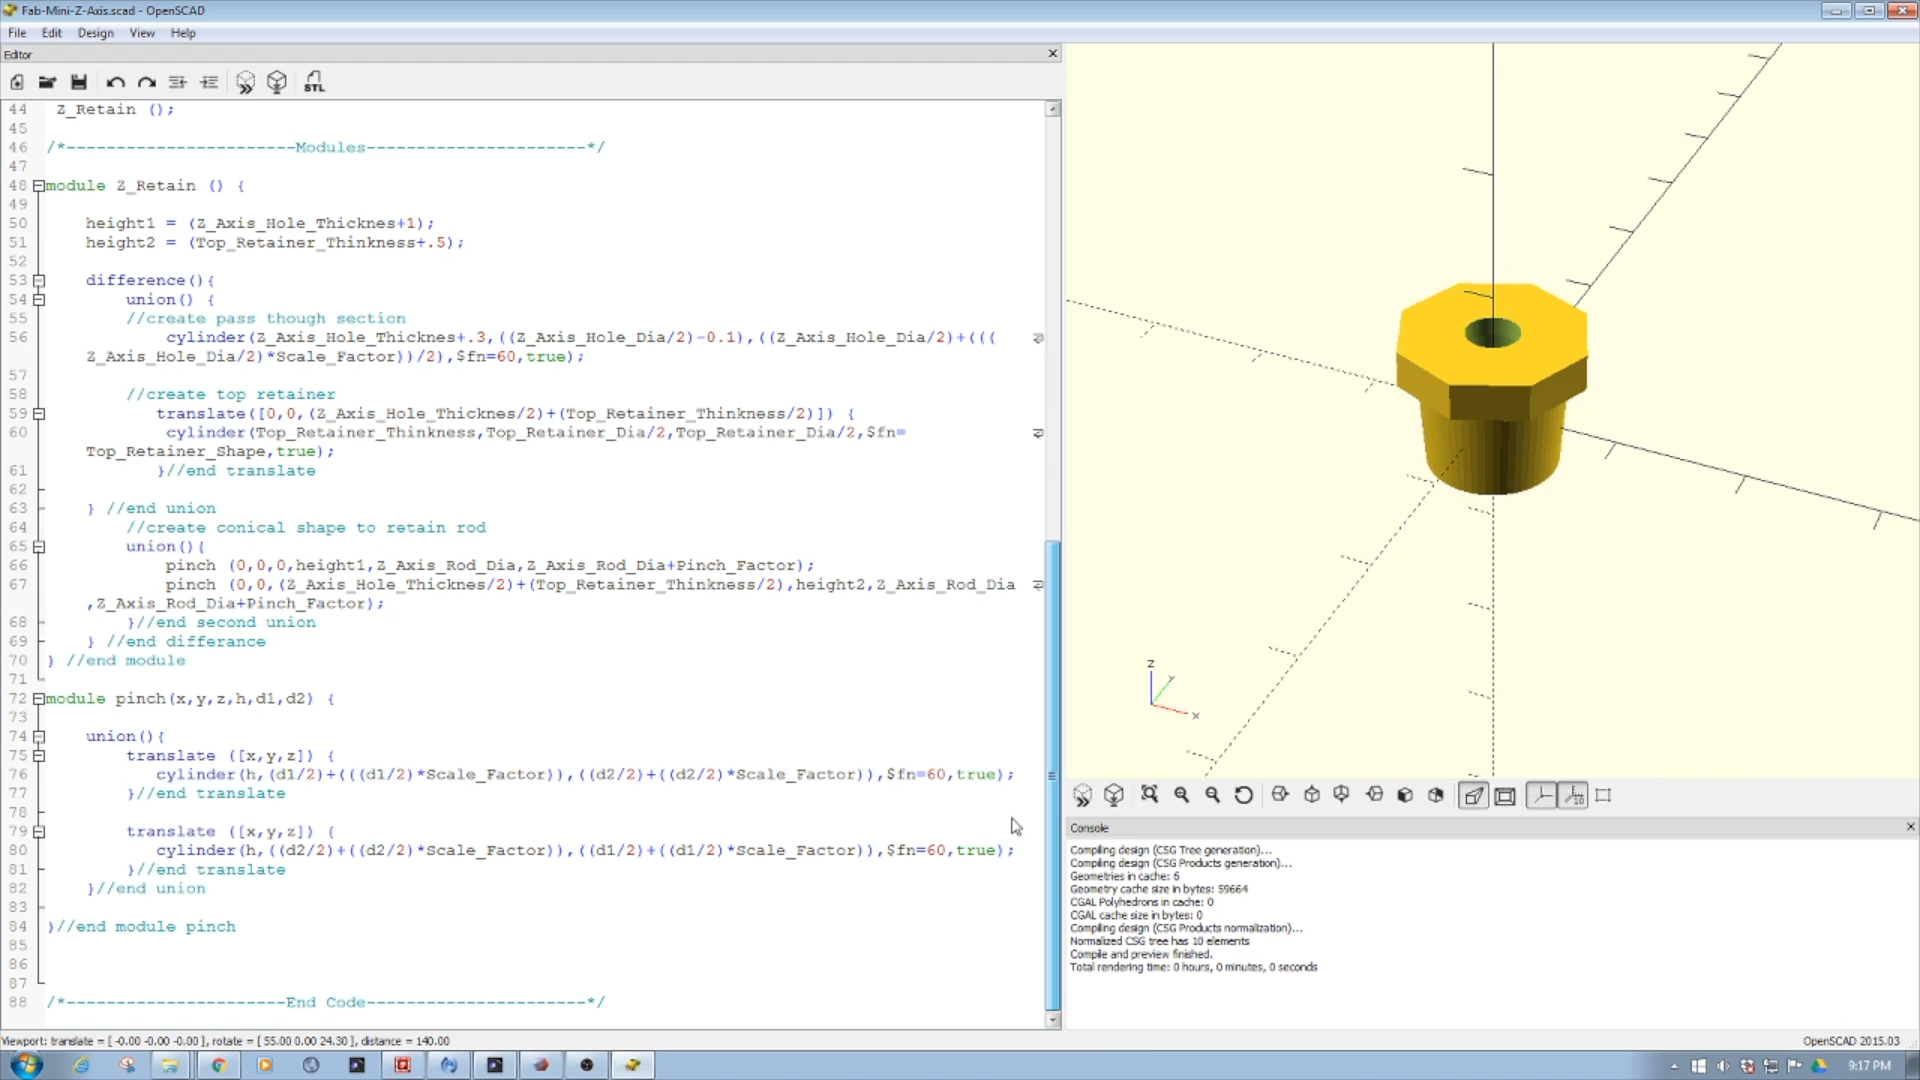 Fab-Mini-Z-Axis.scad - OpenSCAD
File Edit Design View Help
Editor
STL
44 Z_Retain ();
45
46 /*-----------------------Modules----------------------*/
47
48 module Z_Retain () {
49
50 height1 = (Z_Axis_Hole_Thicknes+1);
51 height2 = (Top_Retainer_Thinkness+.5);
52
53 difference(){
54 union() {
55 //create pass though section
56 cylinder(Z_Axis_Hole_Thicknes+.3,((Z_Axis_Hole_Dia/2)-0.1),((Z_Axis_Hole_Dia/2)+(((
Z_Axis_Hole_Dia/2)*Scale_Factor))/2),$fn=60,true);
57
58 //create top retainer
59 translate([0,0,(Z_Axis_Hole_Thicknes/2)+(Top_Retainer_Thinkness/2)]) {
60 cylinder(Top_Retainer_Thinkness,Top_Retainer_Dia/2,Top_Retainer_Dia/2,$fn=
Top_Retainer_Shape,true);
61 }//end translate
62
63 } //end union
64 //create conical shape to retain rod
65 union(){
66 pinch (0,0,0,height1,Z_Axis_Rod_Dia,Z_Axis_Rod_Dia+Pinch_Factor);
67 pinch (0,0,(Z_Axis_Hole_Thicknes/2)+(Top_Retainer_Thinkness/2),height2,Z_Axis_Rod_Dia
,Z_Axis_Rod_Dia+Pinch_Factor);
68 }//end second union
69 } //end differance
70 } //end module
71
72 module pinch(x,y,z,h,d1,d2) {
73
74 union(){
75 translate ([x,y,z]) {
76 cylinder(h,(d1/2)+(((d1/2)*Scale_Factor)),((d2/2)+((d2/2)*Scale_Factor)),$fn=60,true);
77 }//end translate
78
79 translate ([x,y,z]) {
80 cylinder(h,((d2/2)+((d2/2)*Scale_Factor)),((d1/2)+((d1/2)*Scale_Factor)),$fn=60,true);
81 }//end translate
82 }//end union
83
84 }//end module pinch
85
86
87
88 /*----------------------End Code----------------------*/
z
y
x
10
Console
Compiling design (CSG Tree generation)...
Compiling design (CSG Products generation)...
Geometries in cache: 6
Geometry cache size in bytes: 59664
CGAL Polyhedrons in cache: 0
CGAL cache size in bytes: 0
Compiling design (CSG Products normalization)...
Normalized CSG tree has 10 elements
Compile and preview finished.
Total rendering time: 0 hours, 0 minutes, 0 seconds
Viewport: translate = [ -0.00 -0.00 -0.00 ], rotate = [ 55.00 0.00 24.30 ], distance = 140.00
OpenSCAD 2015.03
9:17 PM